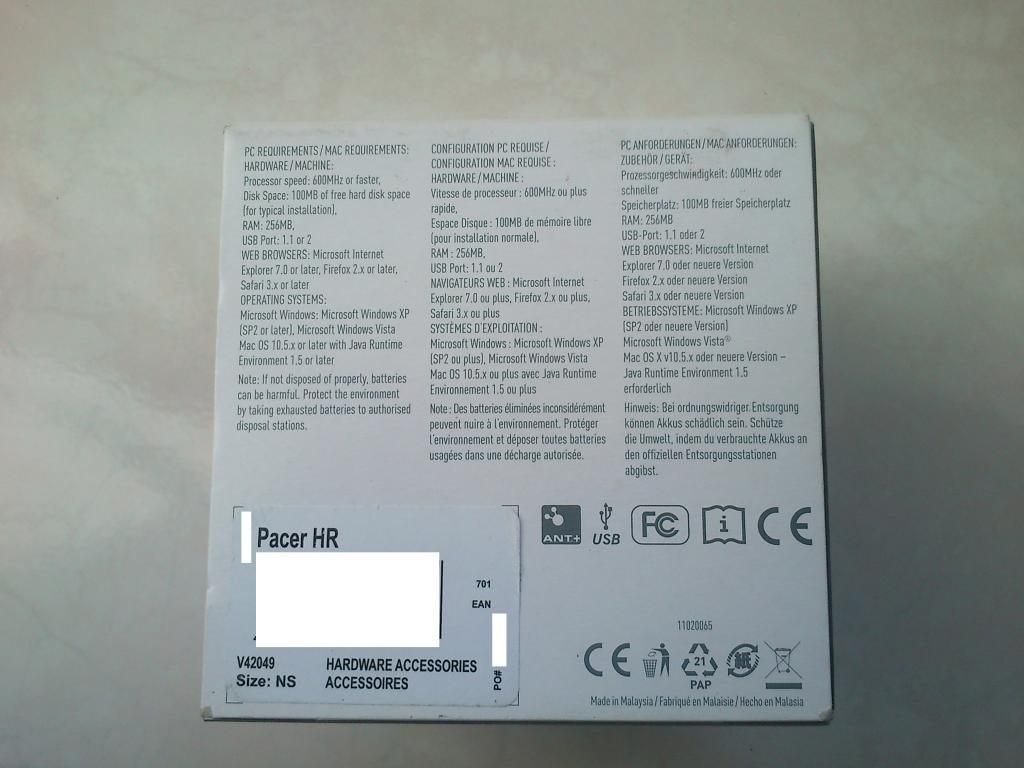 PC REQUIREMENTS / MAC REQUIREMENTS:
HARDWARE / MACHINE:
Processor speed: 600MHz or faster,
Disk Space: 100MB of free hard disk space
(for typical installation),
RAM: 256MB,
USB Port: 1.1 or 2
WEB BROWSERS: Microsoft Internet
Explorer 7.0 or later, Firefox 2.x or later,
Safari 3.x or later
OPERATING SYSTEMS:
Microsoft Windows: Microsoft Windows XP
(SP2 or later), Microsoft Windows Vista
Mac OS 10.5.x or later with Java Runtime
Environment 1.5 or later
Note: If not disposed of properly, batteries
can be harmful. Protect the environment
by taking exhausted batteries to authorised
disposal stations.
CONFIGURATION PC REQUISE /
CONFIGURATION MAC REQUISE :
HARDWARE / MACHINE :
Vitesse de processeur : 600MHz ou plus
rapide,
Espace Disque : 100MB de mémoire libre
(pour installation normale),
RAM : 256MB,
USB Port: 1.1 ou 2
NAVIGATEURS WEB : Microsoft Internet
Explorer 7.0 ou plus, Firefox 2.x ou plus,
Safari 3.x ou plus
SYSTÈMES D'EXPLOITATION :
Microsoft Windows : Microsoft Windows XP
(SP2 ou plus), Microsoft Windows Vista
Mac OS 10.5.x ou plus avec Java Runtime
Environnement 1.5 ou plus
Note : Des batteries éliminées inconsidérément
peuvent nuire à l'environnement. Protéger
l'environnement et déposer toutes batteries
usagées dans une décharge autorisée.
PC ANFORDERUNGEN / MAC ANFORDERUNGEN:
ZUBEHÖR / GERÄT:
Prozessorgeschwindigkeit: 600MHz oder
schneller
Speicherplatz: 100MB freier Speicherplatz
RAM: 256MB
USB-Port: 1.1 oder 2
WEB BROWSERS: Microsoft Internet
Explorer 7.0 oder neuere Version
Firefox 2.x oder neuere Version
Safari 3.x oder neuere Version
BETRIEBSSYSTEME: Microsoft Windows XP
(SP2 oder neuere Version)
Microsoft Windows Vista®
Mac OS X v10.5.x oder neuere Version –
Java Runtime Environment 1.5
erforderlich
Hinweis: Bei ordnungswidriger Entsorgung
können Akkus schädlich sein. Schütze
die Umwelt, indem du verbrauchte Akkus an
den offiziellen Entsorgungsstationen
abgibst.
Pacer HR
701
EAN
V42049
Size: NS
HARDWARE ACCESSORIES
ACCESSOIRES
PO#
ANT+
USB
FC
i
CE
11020065
CE
21
PAP
紙
Made in Malaysia / Fabriqué en Malaisie / Hecho en Malasia